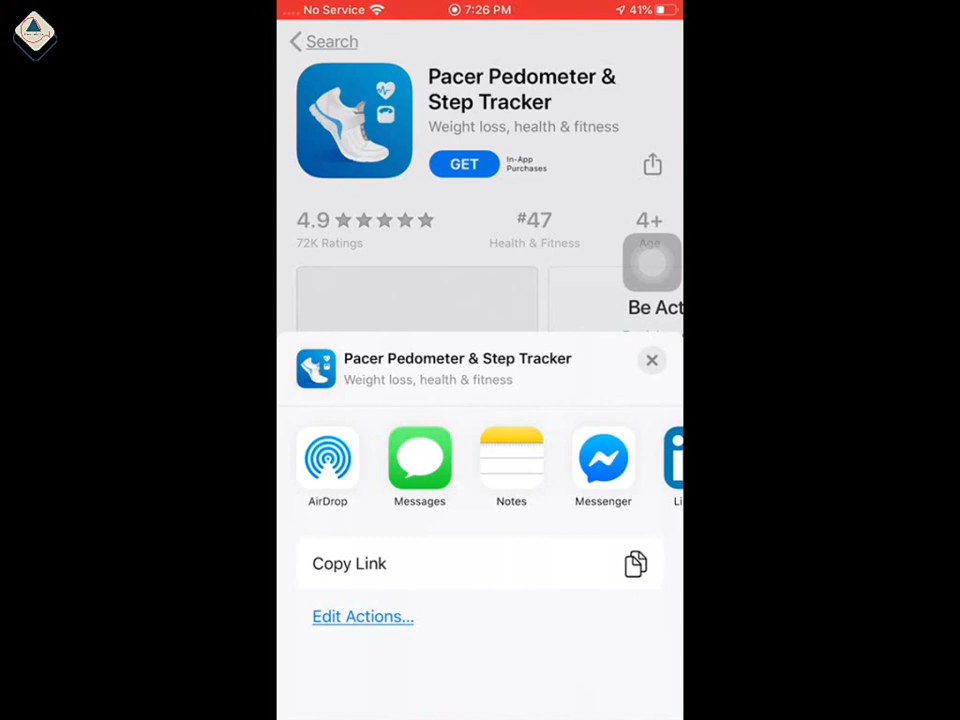 No Service 7:26 PM 41%
Search
Pacer Pedometer &
Step Tracker
Weight loss, health & fitness
GET In-App
Purchases
4.9 #47 4+
72K Ratings Health & Fitness Age
Be Act
Pacer Pedometer & Step Tracker
Weight loss, health & fitness
AirDrop Messages Notes Messenger Li
Copy Link
Edit Actions...